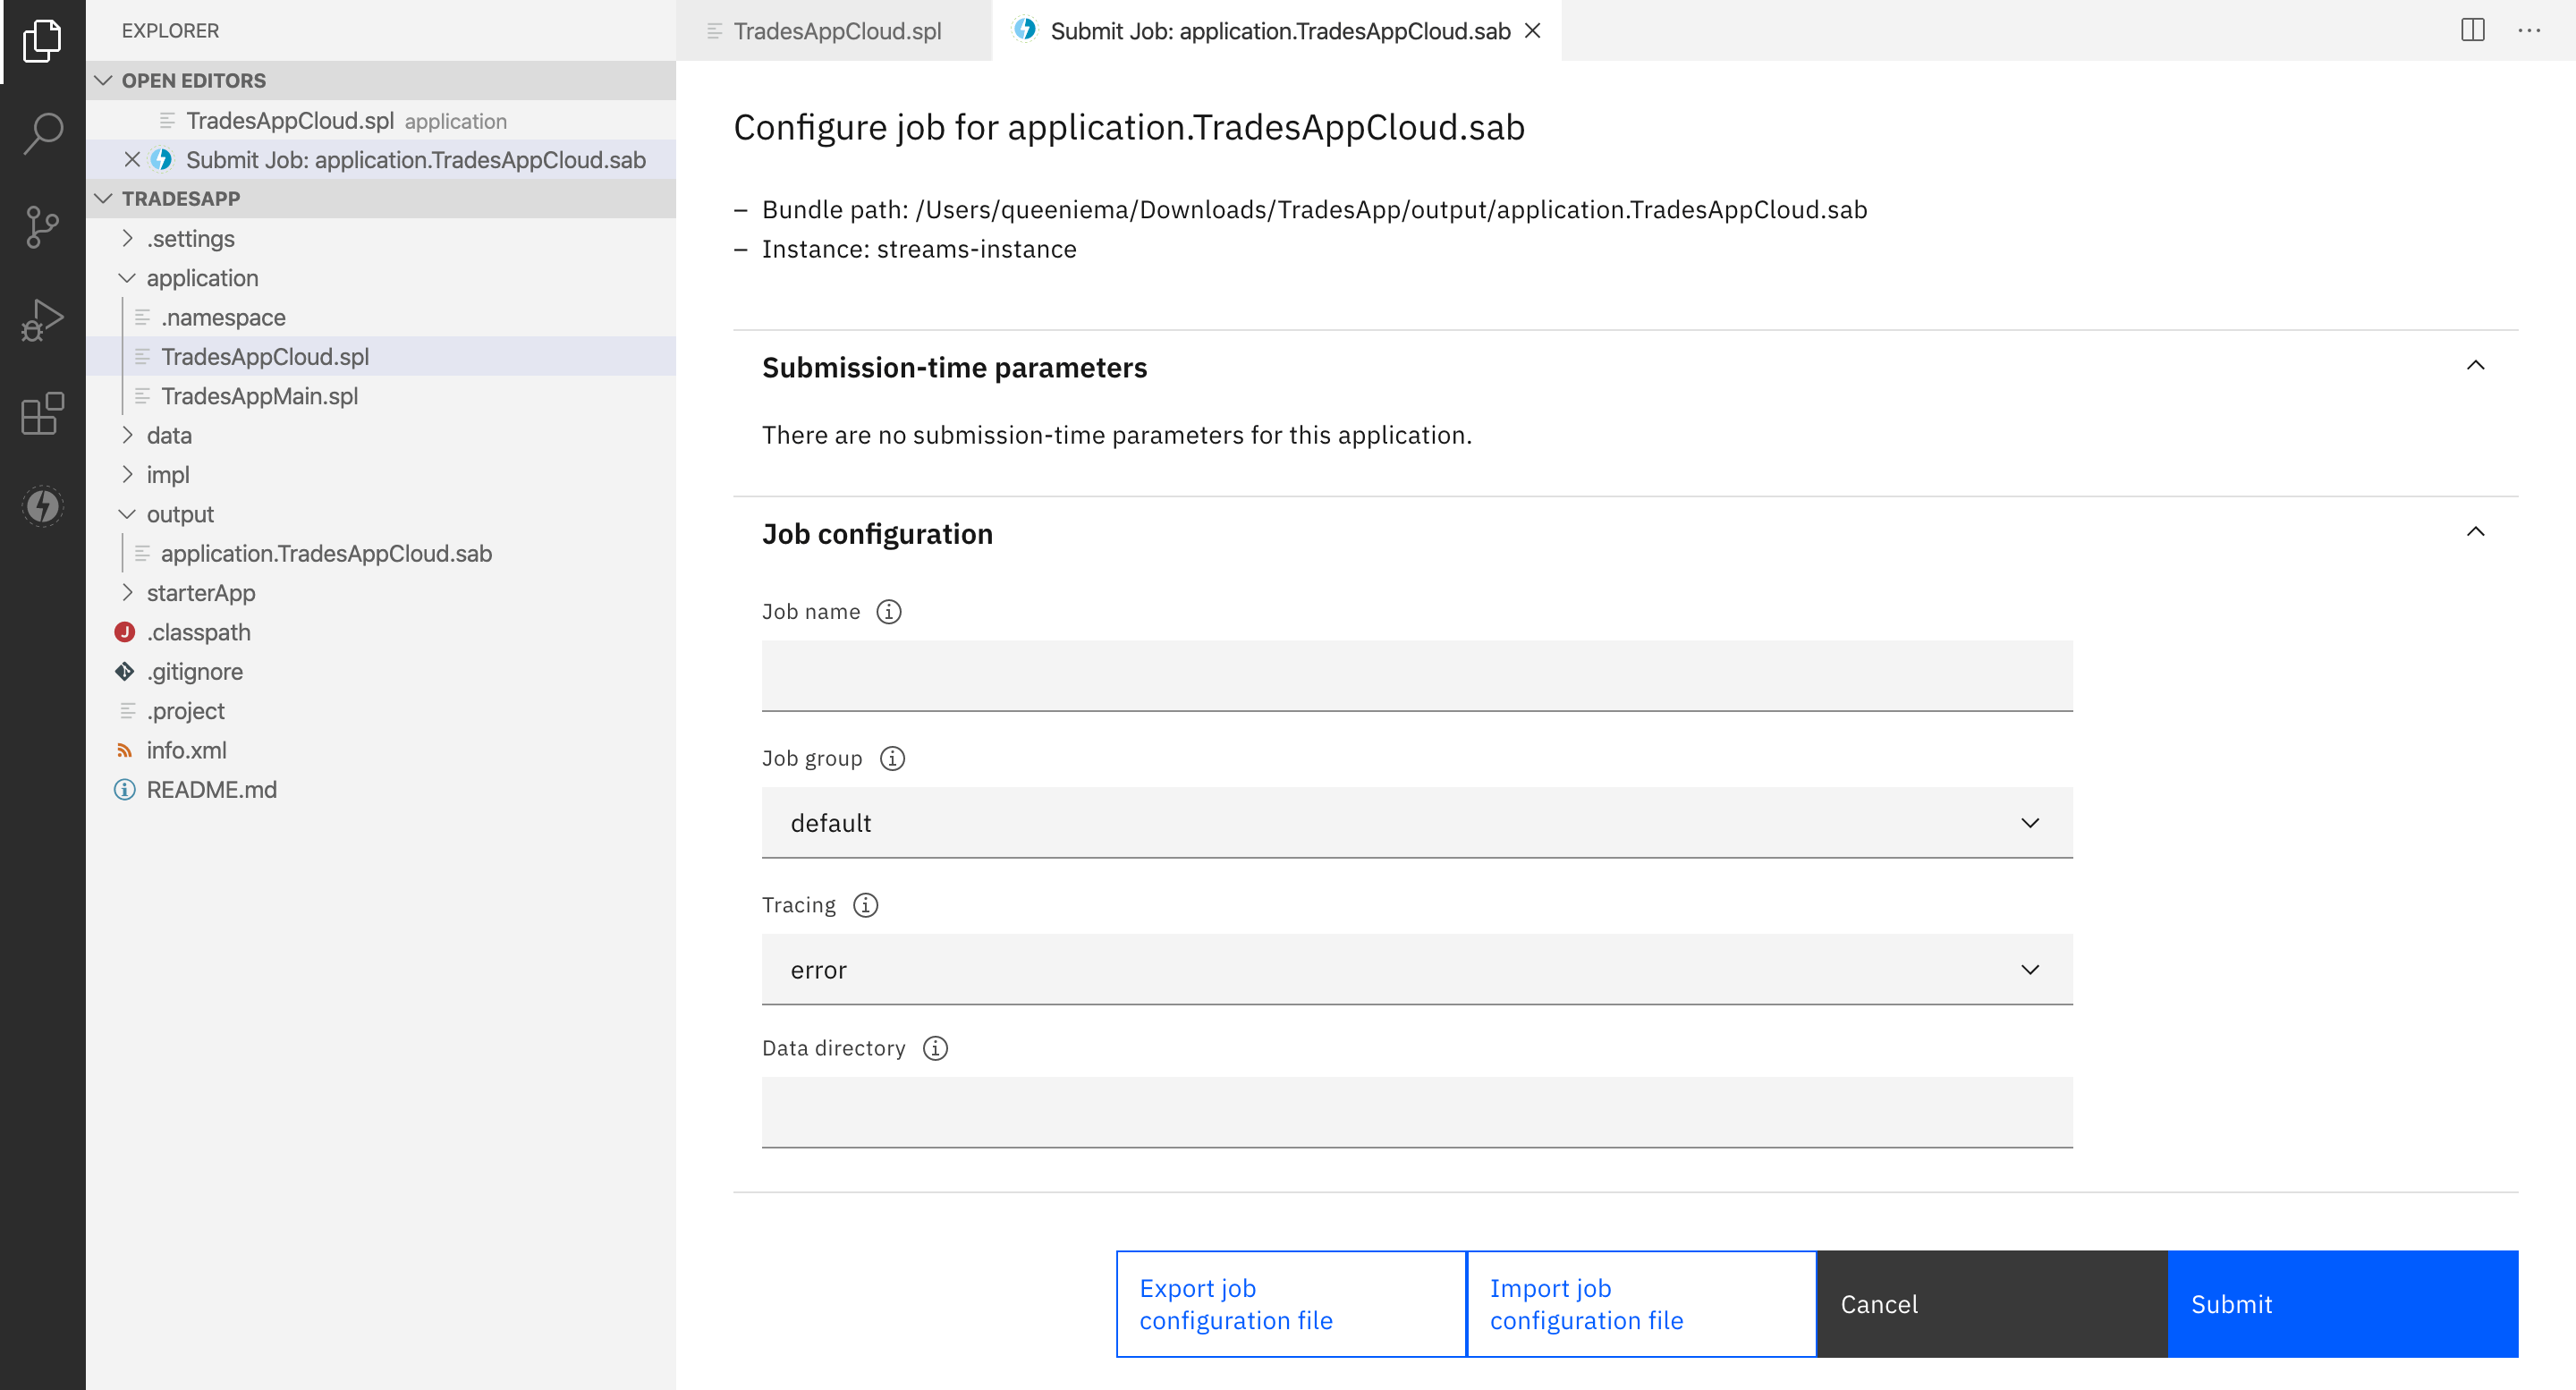 EXPLORER
OPEN EDITORS
TradesAppCloud.spl application
Submit Job: application.TradesAppCloud.sab
TRADESAPP
.settings
application
.namespace
TradesAppCloud.spl
TradesAppMain.spl
data
impl
output
application.TradesAppCloud.sab
starterApp
J .classpath
.gitignore
.project
info.xml
README.md
TradesAppCloud.spl
Submit Job: application.TradesAppCloud.sab
Configure job for application.TradesAppCloud.sab
– Bundle path: /Users/queeniema/Downloads/TradesApp/output/application.TradesAppCloud.sab
– Instance: streams-instance
Submission-time parameters
There are no submission-time parameters for this application.
Job configuration
Job name
Job group
default
Tracing
error
Data directory
Export job
configuration file
Import job
configuration file
Cancel
Submit